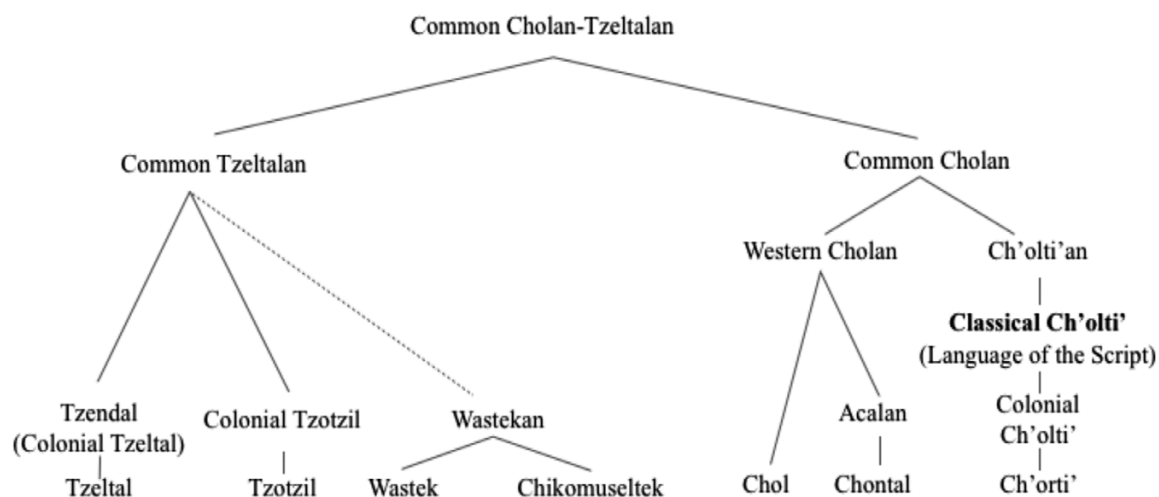 Common Cholan-Tzeltalan
Common Tzeltalan
Common Cholan
Western Cholan
Ch’olti’an
Classical Ch’olti’
(Language of the Script)
Tzendal
(Colonial Tzeltal)
Colonial Tzotzil
Wastekan
Acalan
Colonial
Ch’olti’
Tzeltal
Tzotzil
Wastek
Chikomuseltek
Chol
Chontal
Ch’orti’